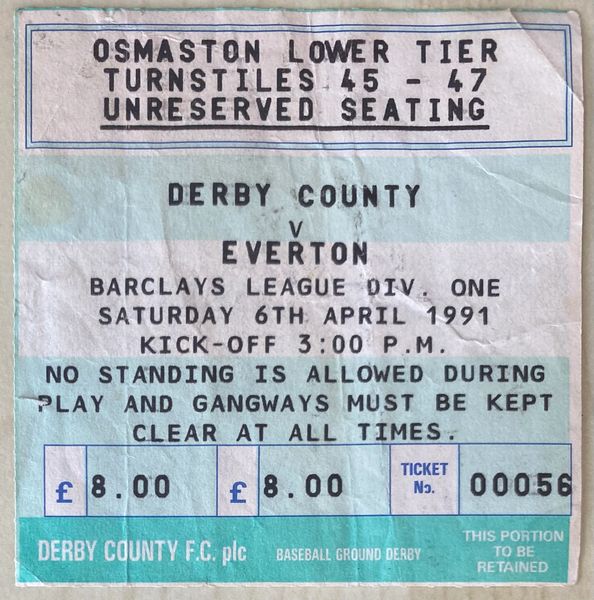 OSMASTON LOWER TIER
TURNSTILES 45 - 47
UNRESERVED SEATING
DERBY COUNTY
V
EVERTON
BARCLAYS LEAGUE DIV. ONE
SATURDAY 6TH APRIL 1991
KICK-OFF 3:00 P.M.
NO STANDING IS ALLOWED DURING
PLAY AND GANGWAYS MUST BE KEPT
CLEAR AT ALL TIMES.
£ 8.00 £ 8.00 TICKET No. 00056
DERBY COUNTY F.C. plc BASEBALL GROUND DERBY
THIS PORTION
TO BE
RETAINED